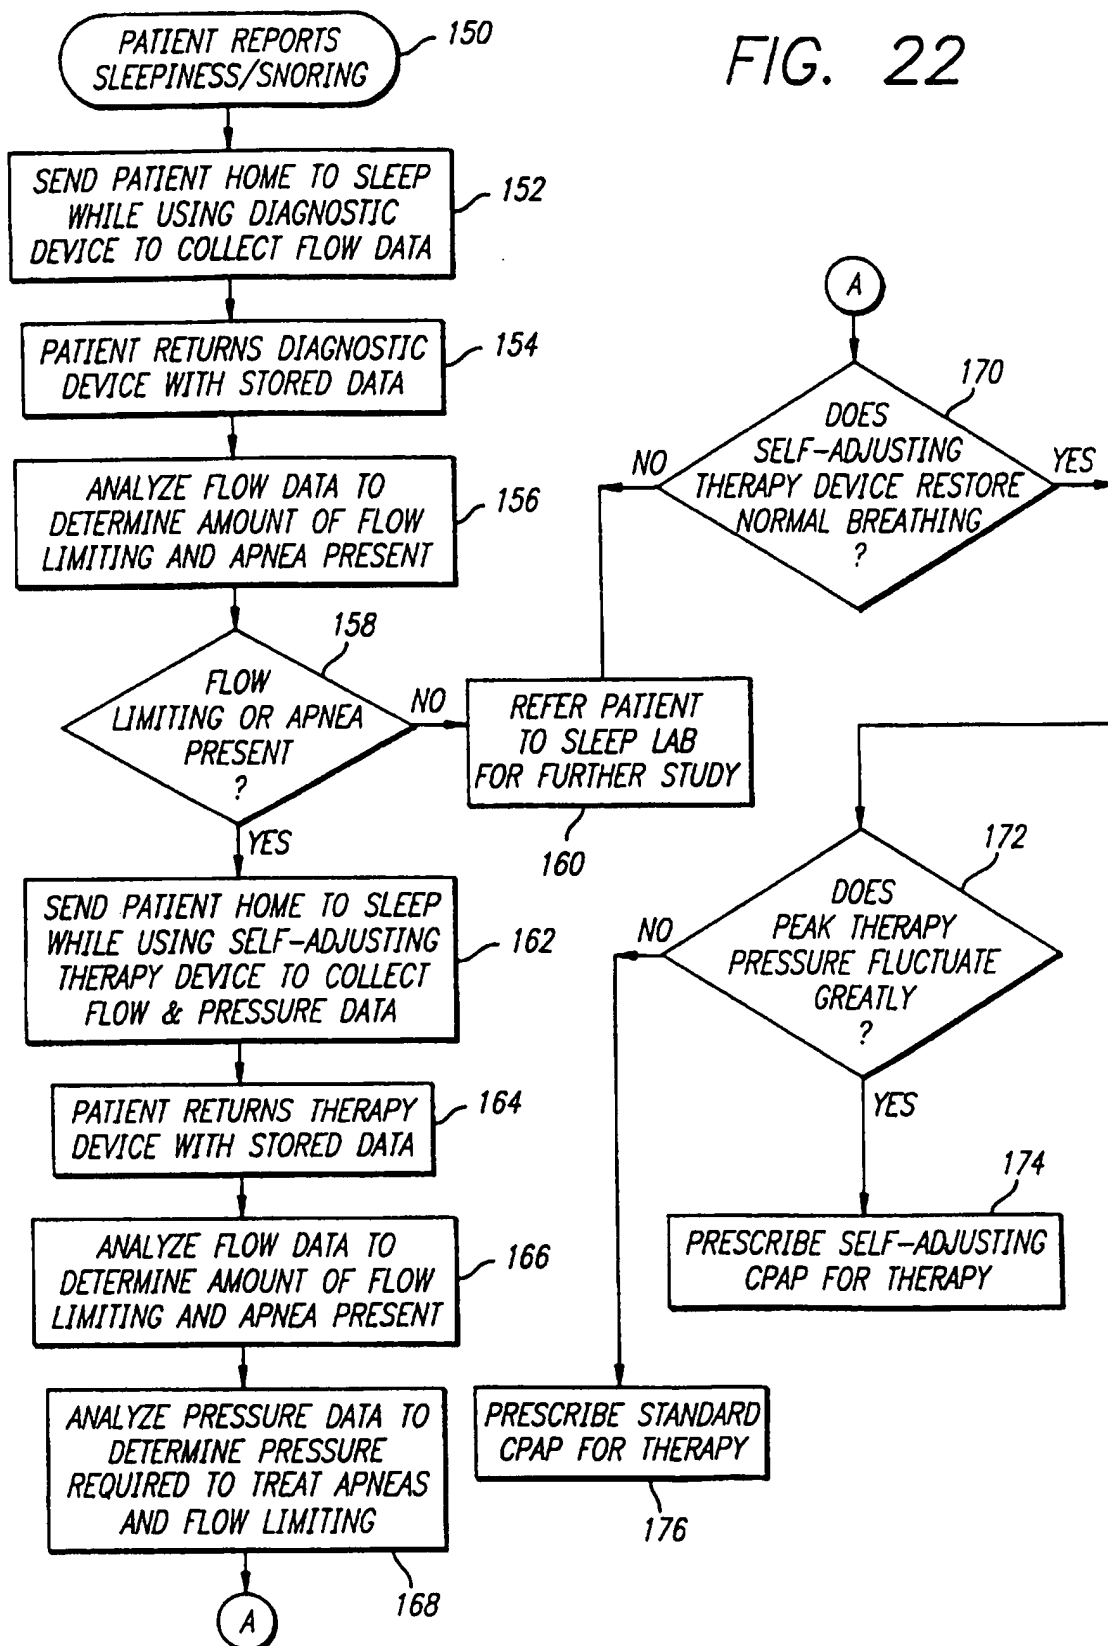 FIG. 22
PATIENT REPORTS
SLEEPINESS/SNORING
150
SEND PATIENT HOME TO SLEEP
WHILE USING DIAGNOSTIC
DEVICE TO COLLECT FLOW DATA
152
PATIENT RETURNS DIAGNOSTIC
DEVICE WITH STORED DATA
154
ANALYZE FLOW DATA TO
DETERMINE AMOUNT OF FLOW
LIMITING AND APNEA PRESENT
156
FLOW
LIMITING OR APNEA
PRESENT
?
158
NO
REFER PATIENT
TO SLEEP LAB
FOR FURTHER STUDY
160
YES
SEND PATIENT HOME TO SLEEP
WHILE USING SELF-ADJUSTING
THERAPY DEVICE TO COLLECT
FLOW & PRESSURE DATA
162
PATIENT RETURNS THERAPY
DEVICE WITH STORED DATA
164
ANALYZE FLOW DATA TO
DETERMINE AMOUNT OF FLOW
LIMITING AND APNEA PRESENT
166
ANALYZE PRESSURE DATA TO
DETERMINE PRESSURE
REQUIRED TO TREAT APNEAS
AND FLOW LIMITING
168
A
A
DOES
SELF-ADJUSTING
THERAPY DEVICE RESTORE
NORMAL BREATHING
?
170
NO
YES
DOES
PEAK THERAPY
PRESSURE FLUCTUATE
GREATLY
?
172
NO
YES
PRESCRIBE SELF-ADJUSTING
CPAP FOR THERAPY
174
PRESCRIBE STANDARD
CPAP FOR THERAPY
176